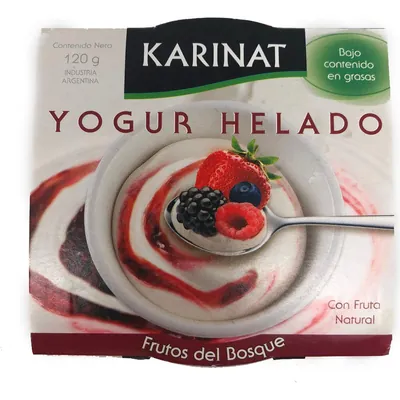 Contenido Neto
120 g
INDUSTRIA
ARGENTINA
KARINAT
Bajo
contenido
en grasas
YOGUR HELADO
Con Fruta
Natural
Frutos del Bosque